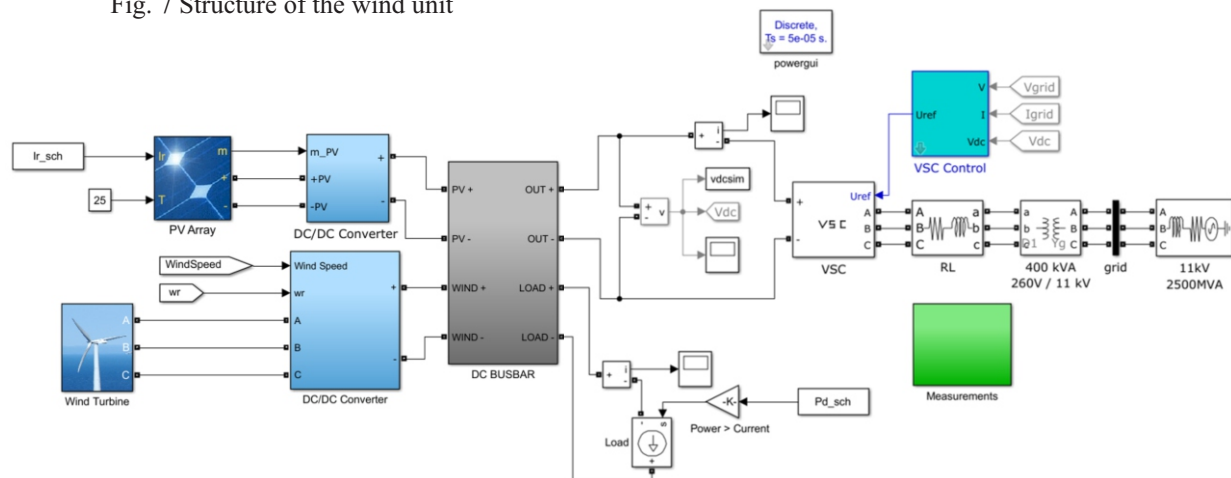 Fig. 7 Structure of the wind unit
Discrete,
Ts = 5e-05 s.
powergui
Ir_sch
25
Ir
T
m
+
-
PV Array
m_PV
+PV
-PV
+
-
DC/DC Converter
WindSpeed
wr
Wind Speed
wr
A
B
C
+
-
DC/DC Converter
A
B
C
Wind Turbine
PV +
PV -
WIND +
WIND -
OUT +
OUT -
LOAD +
LOAD -
DC BUSBAR
+
i
-
+
-
v
vdcsim
Vdc
Uref
V
I
Vdc
VSC Control
Vgrid
Igrid
Vdc
Uref
+
-
VSC
A
B
C
VSC
A
B
C
a
b
c
RL
a
b
c
D1
Yg
A
B
C
400 kVA
260V / 11 kV
grid
A
B
C
11kV
2500MVA
+
i
-
Load
-
s
+
-K-
Power > Current
Pd_sch
Measurements